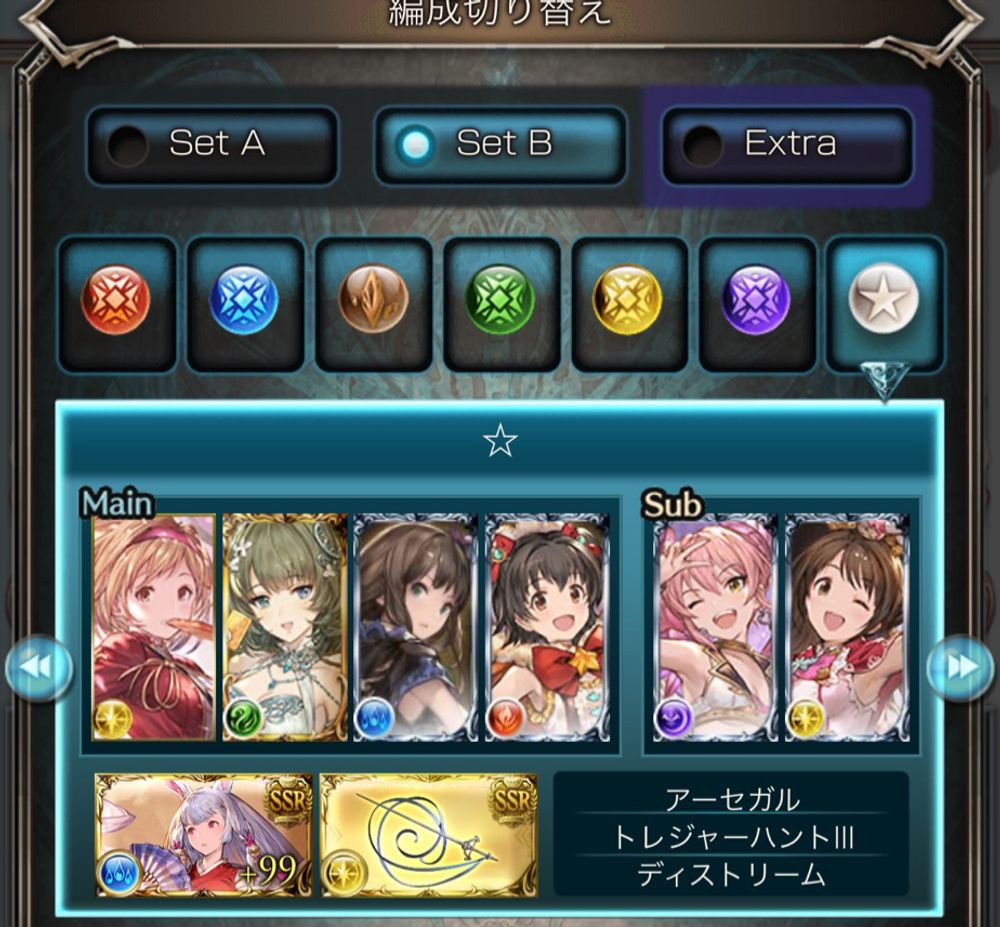 編成切り替え
Set A
Set B
Extra
☆
Main
Sub
SSR
+99
SSR
アーセガル
トレジャーハントIII
ディストリーム